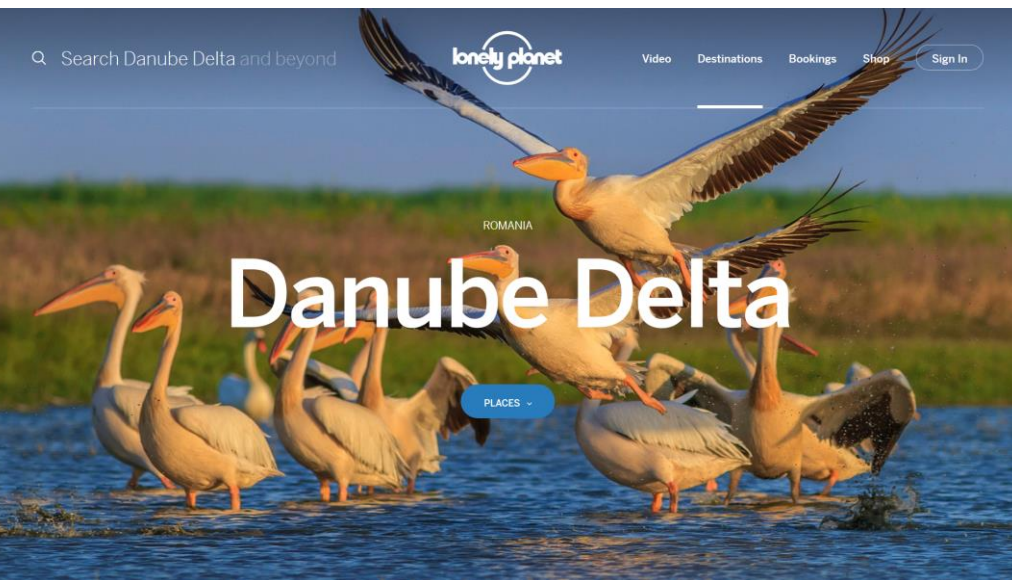 Search Danube Delta and beyond
lonely planet
Video
Destinations
Bookings
Shop
Sign In
ROMANIA
Danube Delta
PLACES